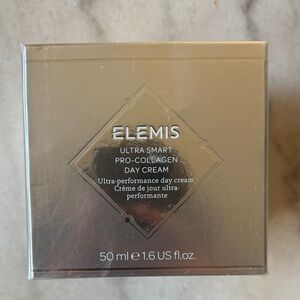 ELEMIS
ULTRA SMART
PRO-COLLAGEN
DAY CREAM
Ultra-performance day cream
Crème de jour ultra-
performante
50 ml ℮ 1.6 US fl.oz.